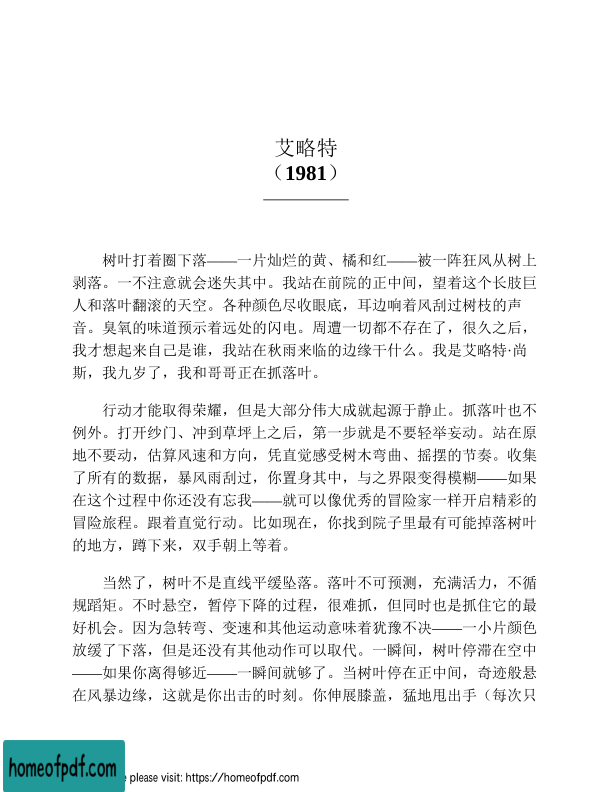 艾略特
（1981）
树叶打着圈下落——一片灿烂的黄、橘和红——被一阵狂风从树上
剥落。一不注意就会迷失其中。我站在前院的正中间，望着这个长肢巨
人和落叶翻滚的天空。各种颜色尽收眼底，耳边响着风刮过树枝的声
音。臭氧的味道预示着远处的闪电。周遭一切都不存在了，很久之后，
我才想起来自己是谁，我站在秋雨来临的边缘干什么。我是艾略特·尚
斯，我九岁了，我和哥哥正在抓落叶。
行动才能取得荣耀，但是大部分伟大成就起源于静止。抓落叶也不
例外。打开纱门、冲到草坪上之后，第一步就是不要轻举妄动。站在原
地不要动，估算风速和方向，凭直觉感受树木弯曲、摇摆的节奏。收集
了所有的数据，暴风雨刮过，你置身其中，与之界限变得模糊——如果
在这个过程中你还没有忘我——就可以像优秀的冒险家一样开启精彩的
冒险旅程。跟着直觉行动。比如现在，你找到院子里最有可能掉落树叶
的地方，蹲下来，双手朝上等着。
当然了，树叶不是直线平缓坠落。落叶不可预测，充满活力，不循
规蹈矩。不时悬空，暂停下降的过程，很难抓，但同时也是抓住它的最
好机会。因为急转弯、变速和其他运动意味着犹豫不决——一小片颜色
放缓了下落，但是还没有其他动作可以取代。一瞬间，树叶停滞在空中
——如果你离得够近——一瞬间就够了。当树叶停在正中间，奇迹般悬
在风暴边缘，这就是你出击的时刻。你伸展膝盖，猛地甩出手（每次只
homeofpdf.com
please visit: https://homeofpdf.com